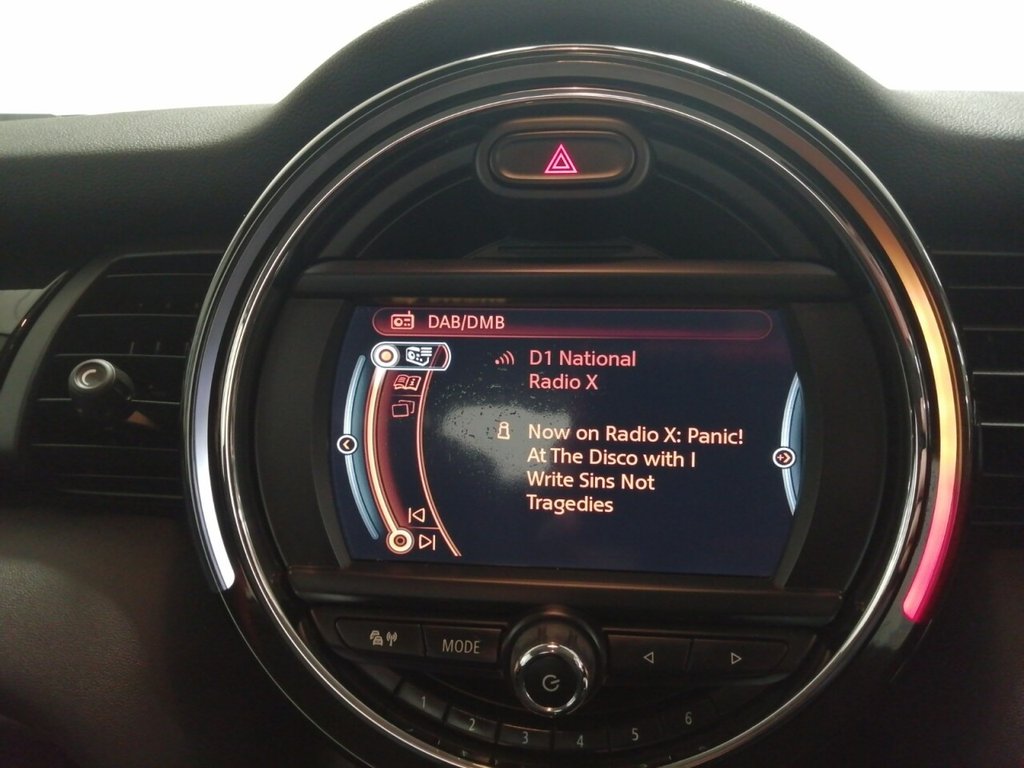 DAB/DMB
D1 National
Radio X
Now on Radio X: Panic!
At The Disco with I
Write Sins Not
Tragedies
MODE
1
2
3
4
5
6